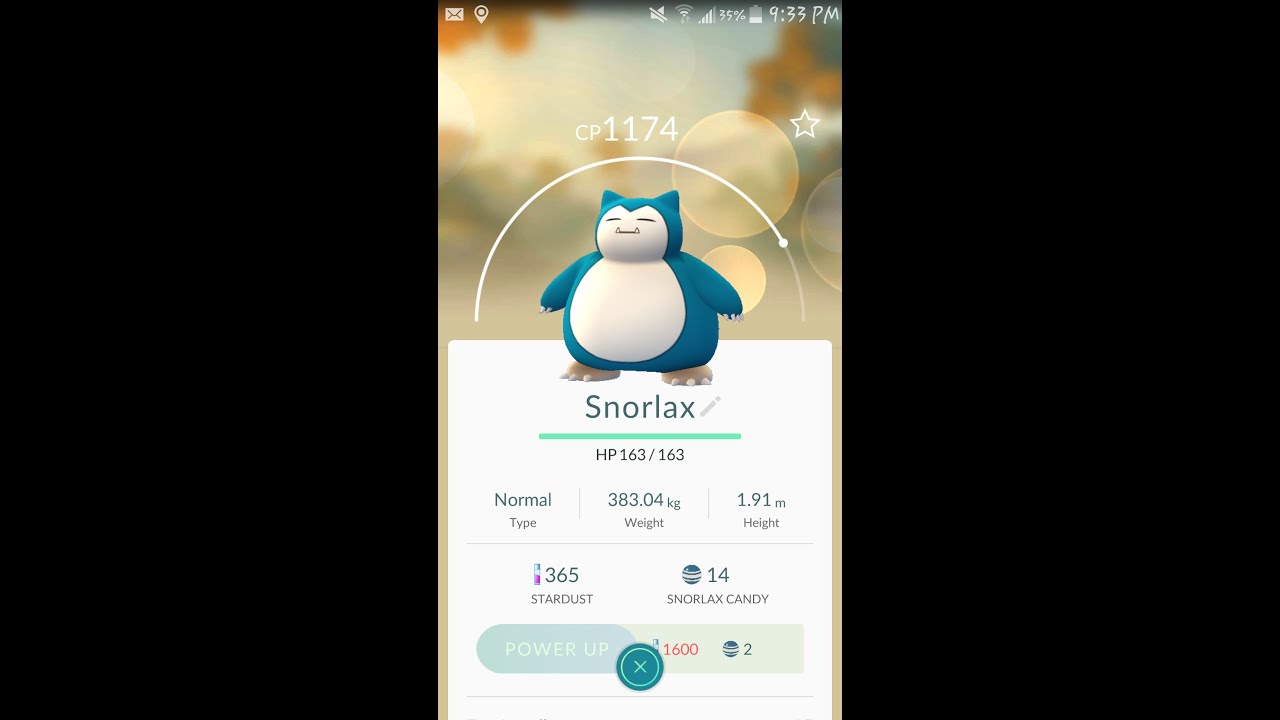 35% 9:33 PM
CP1174
Snorlax
HP 163 / 163
Normal 383.04 kg 1.91 m
Type Weight Height
365 14
STARDUST SNORLAX CANDY
POWER UP 1600 2